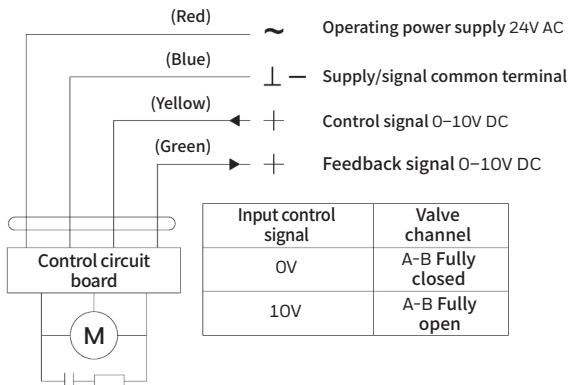 (Red)
~
Operating power supply 24V AC
(Blue)
⊥ –
Supply/signal common terminal
(Yellow)
+
Control signal 0–10V DC
(Green)
+
Feedback signal 0–10V DC
Input control
signal
Valve
channel
0V
A-B Fully
closed
10V
A-B Fully
open
Control circuit
board
M